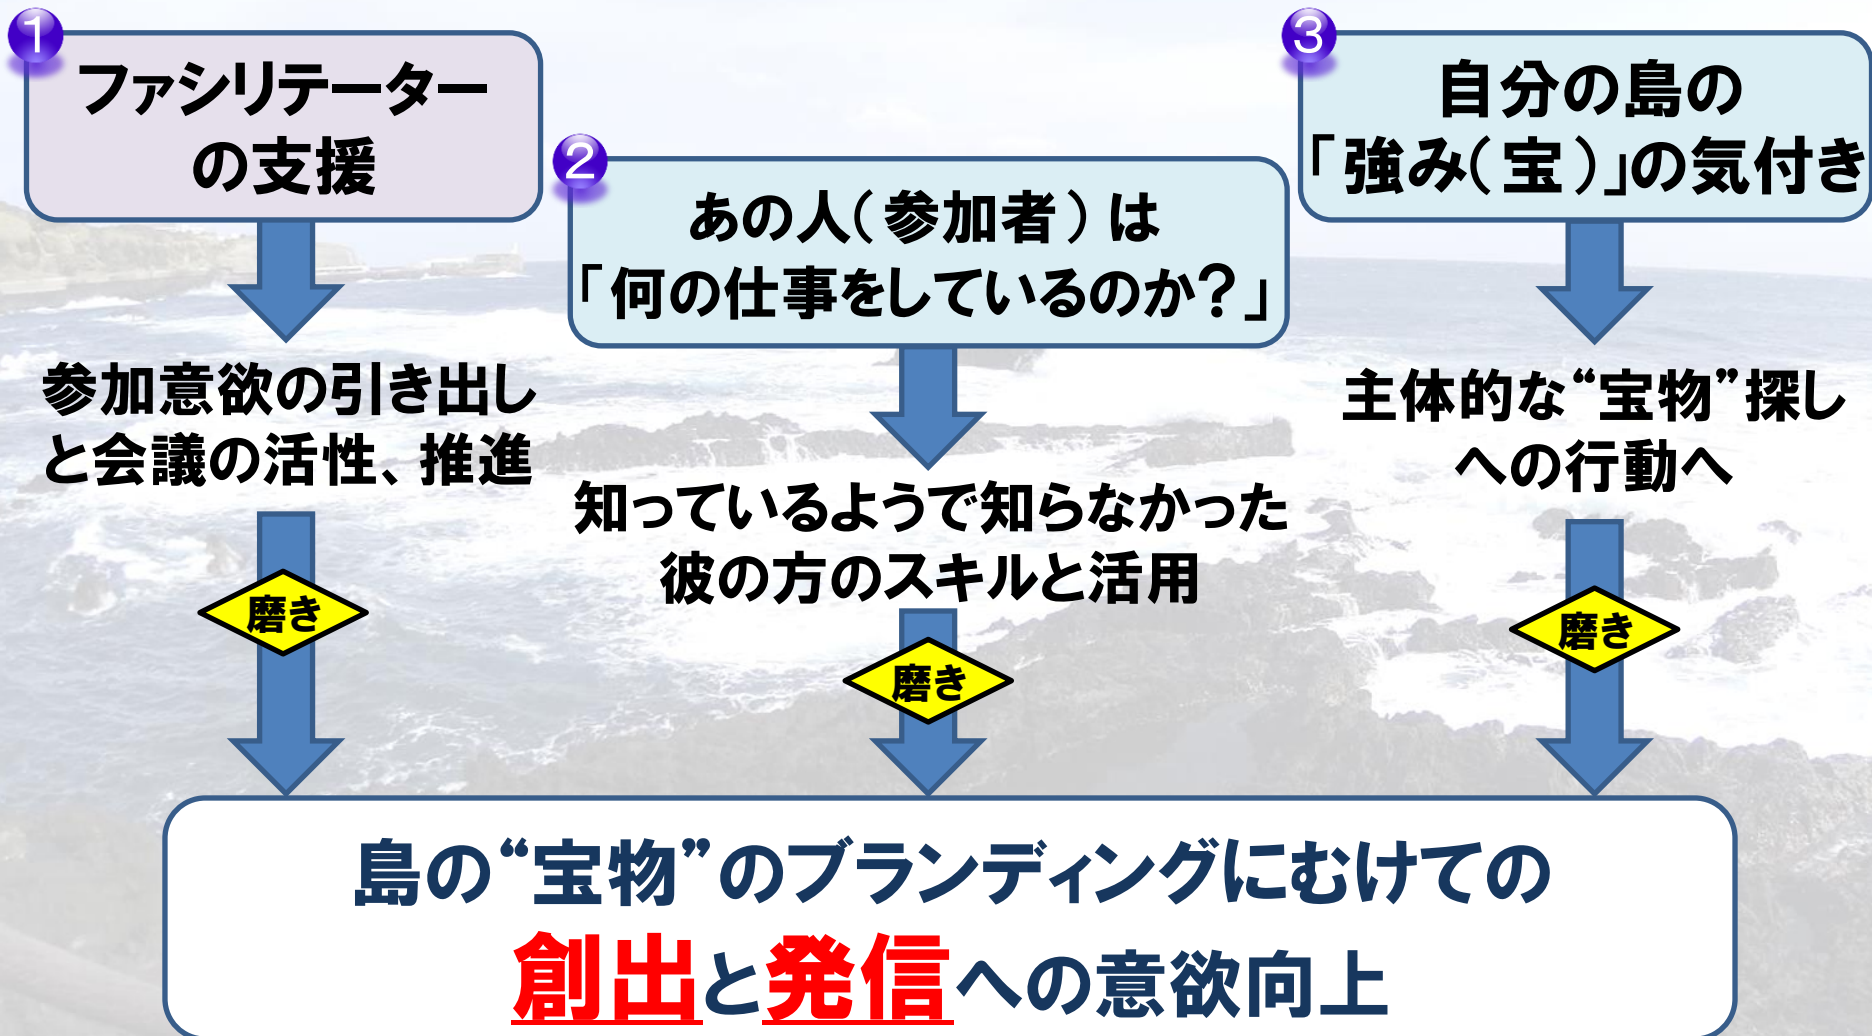 1
ファシリテーター
の支援
参加意欲の引き出し
と会議の活性、推進
磨き
2
あの人（参加者）は
「何の仕事をしているのか？」
知っているようで知らなかった
彼の方のスキルと活用
磨き
3
自分の島の
「強み（宝）」の気付き
主体的な“宝物”探し
への行動へ
磨き
島の“宝物”のブランディングにむけての
創出と発信への意欲向上